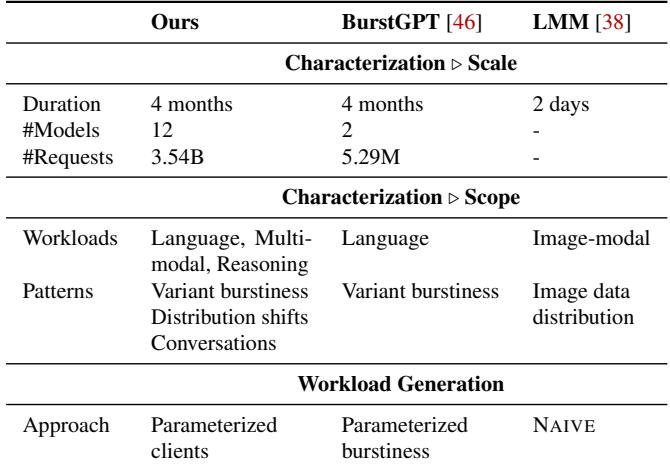 Ours BurstGPT [46] LMM [38]
Characterization ▷ Scale
Duration 4 months 4 months 2 days
#Models 12 2 -
#Requests 3.54B 5.29M -
Characterization ▷ Scope
Workloads Language, Multi- Language Image-modal
modal, Reasoning
Patterns Variant burstiness Variant burstiness Image data
Distribution shifts distribution
Conversations
Workload Generation
Approach Parameterized Parameterized NAIVE
clients burstiness